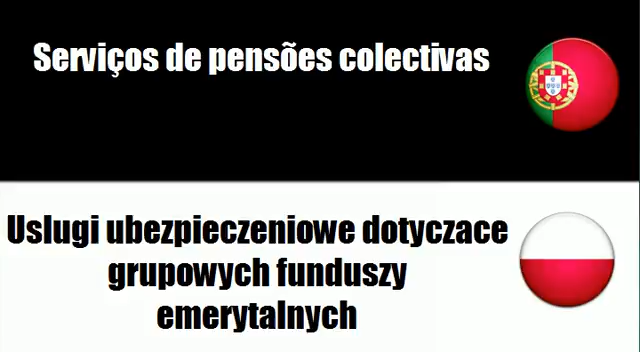 Serviços de pensões colectivas
Uslugi ubezpieczeniowe dotyczace
grupowych funduszy
emerytalnych